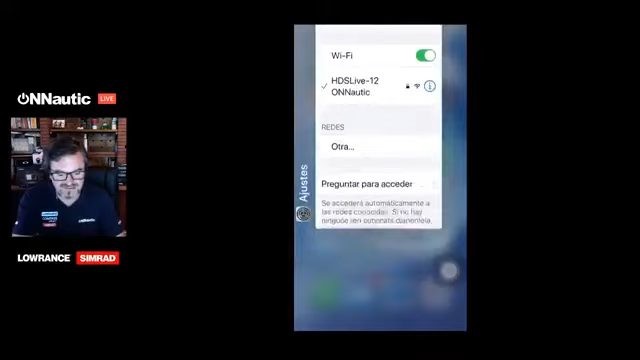 ONNautic LIVE
LOWRANCE SIMRAD
Ajustes
Wi-Fi
HDSLive-12
ONNautic
REDES
Otra...
Preguntar para acceder
Se accederá automáticamente a
las redes conocidas. Si no hay